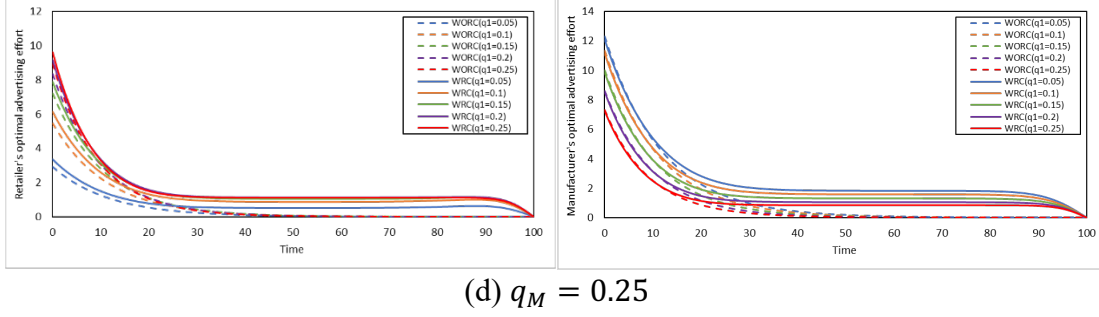 Retailer's optimal advertising effort
12
10
8
6
4
2
0
0 10 20 30 40 50 60 70 80 90 100
Time
WORC(q1=0.05)
WORC(q1=0.1)
WORC(q1=0.15)
WORC(q1=0.2)
WORC(q1=0.25)
WRC(q1=0.05)
WRC(q1=0.1)
WRC(q1=0.15)
WRC(q1=0.2)
WRC(q1=0.25)
Manufacturer's optimal advertising effort
14
12
10
8
6
4
2
0
0 10 20 30 40 50 60 70 80 90 100
Time
WORC(q1=0.05)
WORC(q1=0.1)
WORC(q1=0.15)
WORC(q1=0.2)
WORC(q1=0.25)
WRC(q1=0.05)
WRC(q1=0.1)
WRC(q1=0.15)
WRC(q1=0.2)
WRC(q1=0.25)
(d) q_M = 0.25